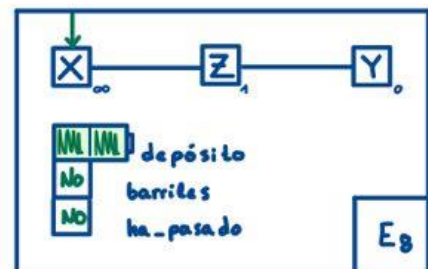 X∞ Z₁ Y₀
depósito
No barriles
No ha_pasado
E₈